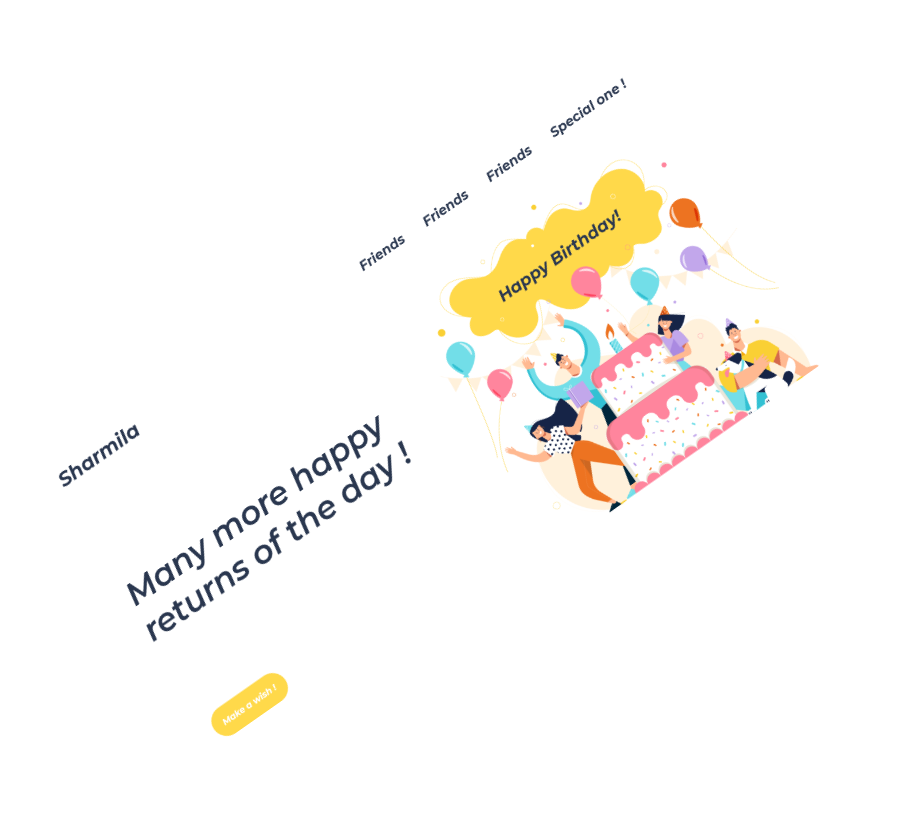 Sharmila
Friends
Friends
Friends
Special one !
Happy Birthday!
Many more happy
returns of the day !
Make a wish !